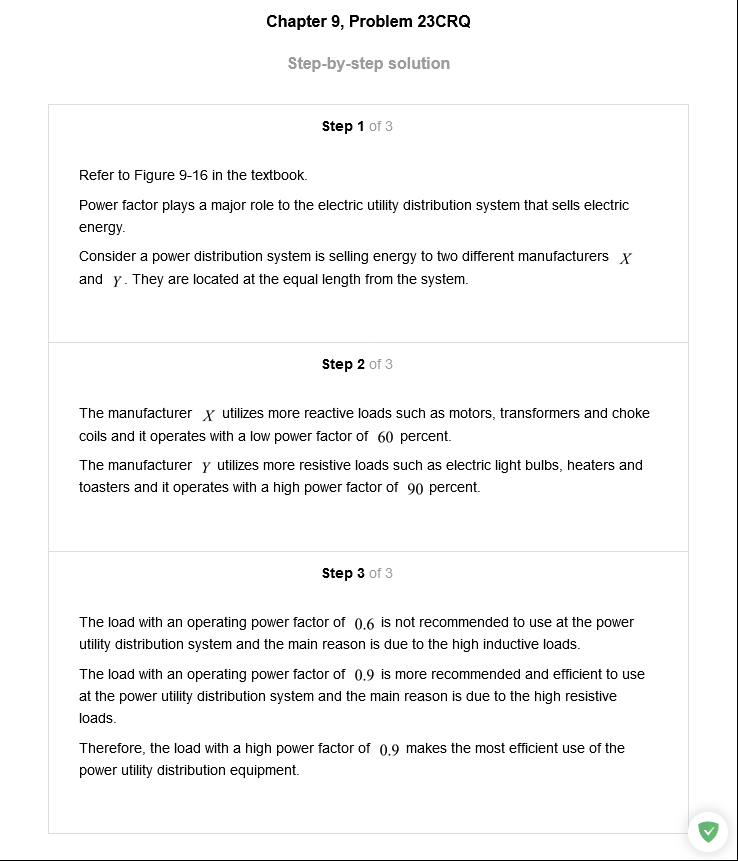 Chapter 9, Problem 23CRQ
Step-by-step solution
Step 1 of 3
Refer to Figure 9-16 in the textbook.
Power factor plays a major role to the electric utility distribution system that sells electric
energy.
Consider a power distribution system is selling energy to two different manufacturers X
and Y. They are located at the equal length from the system.
Step 2 of 3
The manufacturer X utilizes more reactive loads such as motors, transformers and choke
coils and it operates with a low power factor of 60 percent.
The manufacturer Y utilizes more resistive loads such as electric light bulbs, heaters and
toasters and it operates with a high power factor of 90 percent.
Step 3 of 3
The load with an operating power factor of 0.6 is not recommended to use at the power
utility distribution system and the main reason is due to the high inductive loads.
The load with an operating power factor of 0.9 is more recommended and efficient to use
at the power utility distribution system and the main reason is due to the high resistive
loads.
Therefore, the load with a high power factor of 0.9 makes the most efficient use of the
power utility distribution equipment.